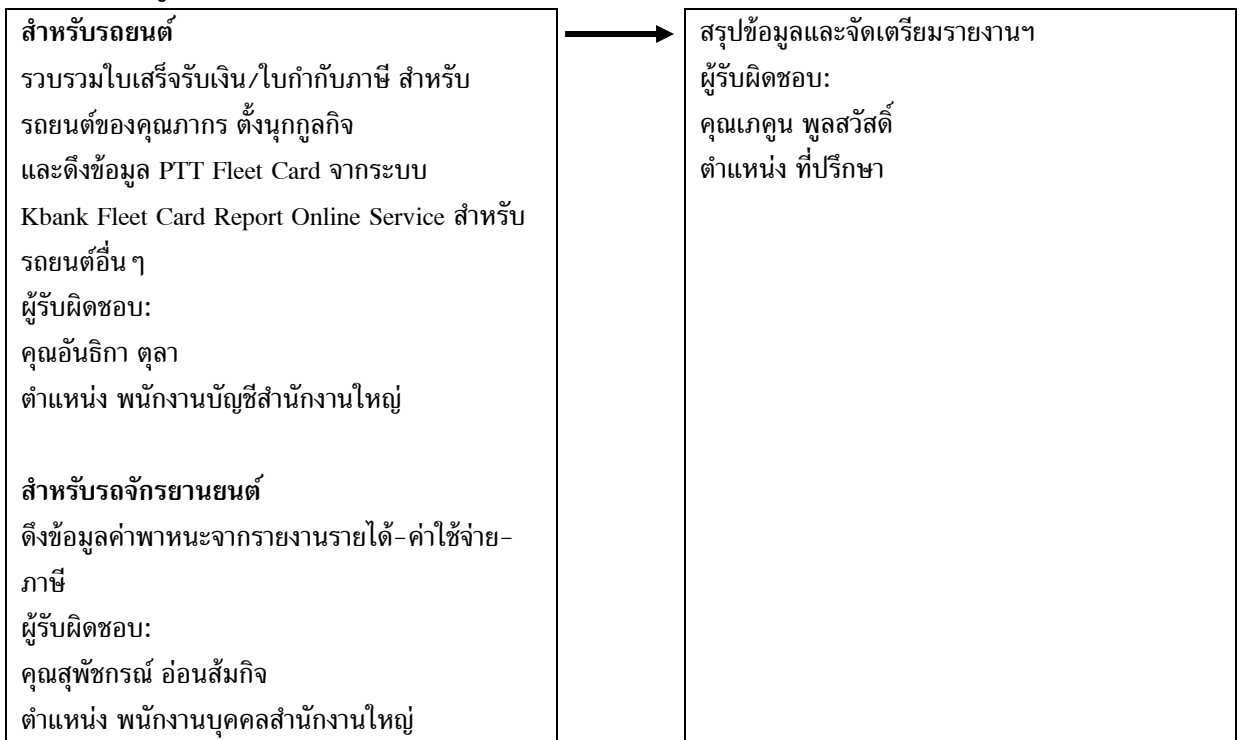 สำหรับรถยนต์
รวบรวมใบเสร็จรับเงิน/ใบกำกับภาษี สำหรับ
รถยนต์ของคุณภากร ตั้งนุกกูลกิจ
และดึงข้อมูล PTT Fleet Card จากระบบ
Kbank Fleet Card Report Online Service สำหรับ
รถยนต์อื่น ๆ
ผู้รับผิดชอบ:
คุณอันธิกา ตุลา
ตำแหน่ง พนักงานบัญชีสำนักงานใหญ่
สำหรับรถจักรยานยนต์
ดึงข้อมูลค่าพาหนะจากรายงานรายได้-ค่าใช้จ่าย-
ภาษี
ผู้รับผิดชอบ:
คุณสุพัชกรณ์ อ่อนส้มกิจ
ตำแหน่ง พนักงานบุคคลสำนักงานใหญ่
สรุปข้อมูลและจัดเตรียมรายงานฯ
ผู้รับผิดชอบ:
คุณเภคูน พูลสวัสดิ์
ตำแหน่ง ที่ปรึกษา